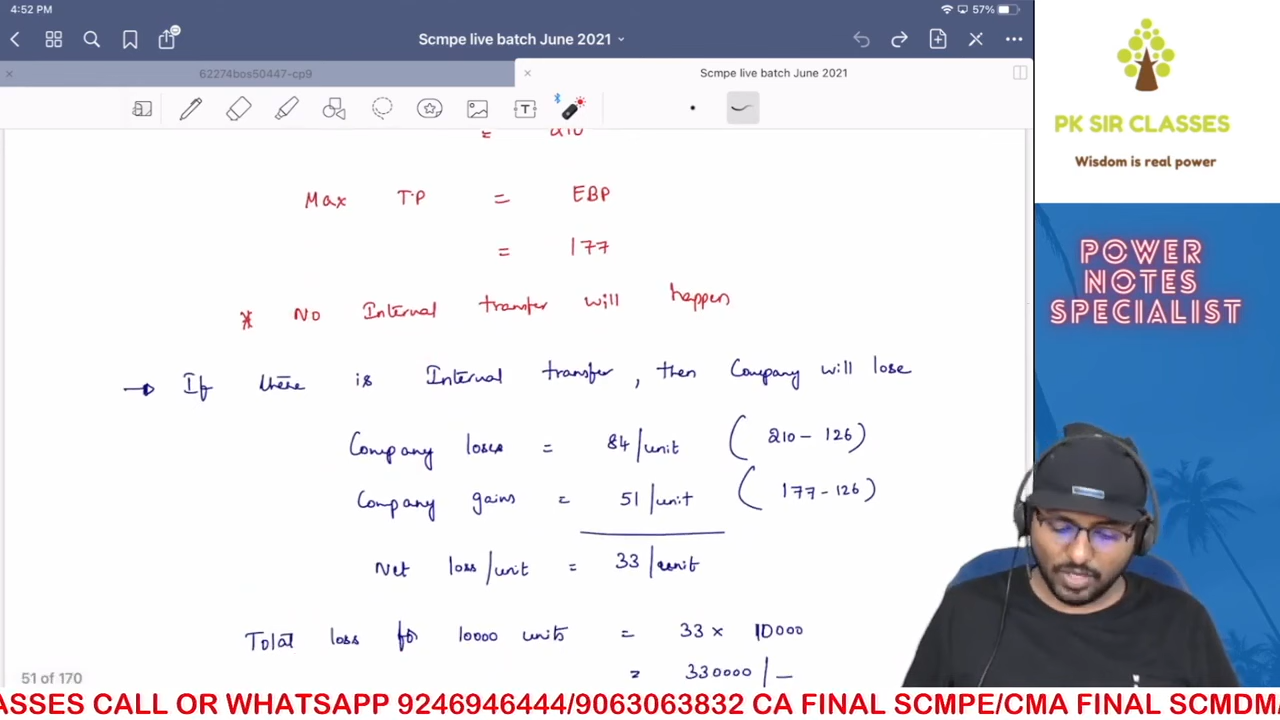 4:52 PM
57%
Scmpe live batch June 2021
62274bos50447-cp9
Scmpe live batch June 2021
T
= 210
Max T.P = EBP
= 177
* No Internal transfer will happen
→ If there is Internal transfer, then Company will lose
Company loses = 84/unit (210 - 126)
Company gains = 51/unit (177 - 126)
Net loss/unit = 33/unit
Total loss for 10000 units = 33 × 10000
= 330000/-
51 of 170
PK SIR CLASSES
Wisdom is real power
POWER
NOTES
SPECIALIST
ASSES CALL OR WHATSAPP 9246946444/9063063832 CA FINAL SCMPE/CMA FINAL SCMDM